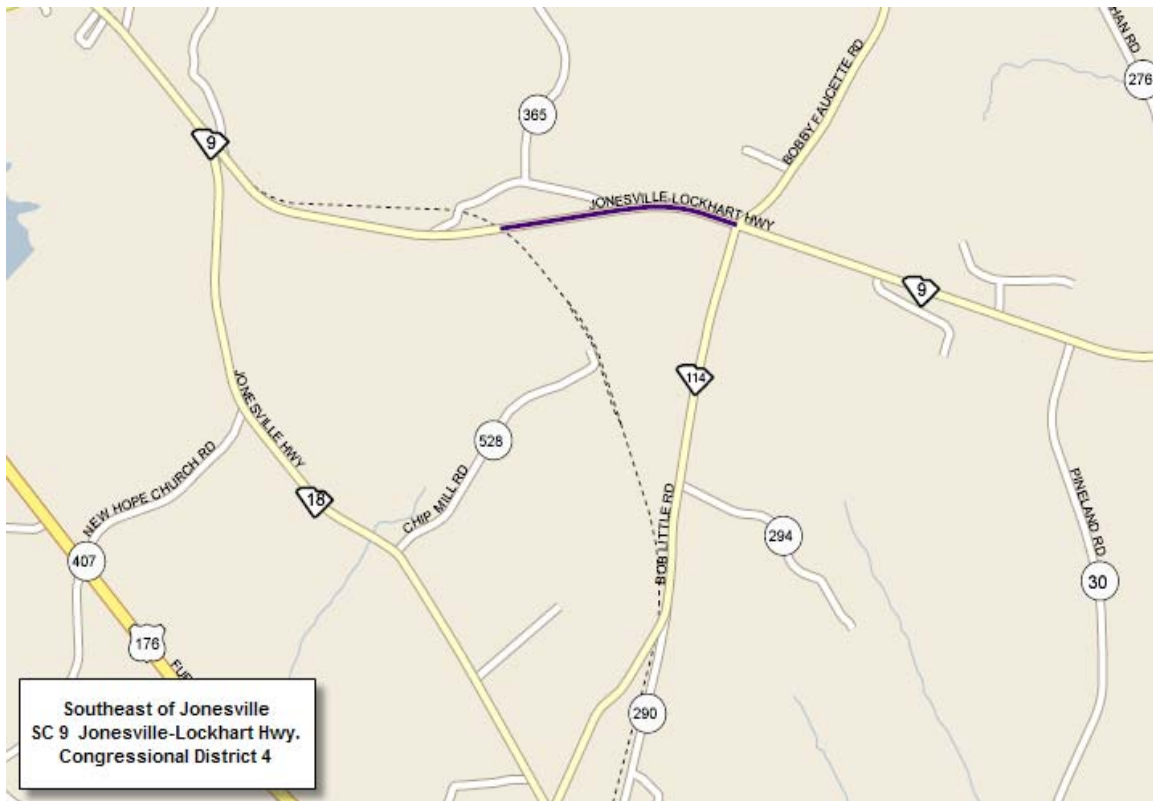 HAN RD
276
BOBBY FAUCETTE RD
365
9
JONESVILLE-LOCKHART HWY
9
114
JONESVILLE HWY
528
CHIP MILL RD
NEW HOPE CHURCH RD
18
PINELAND RD
BOB LITTLE RD
294
407
30
176
290
Southeast of Jonesville
SC 9 Jonesville-Lockhart Hwy.
Congressional District 4